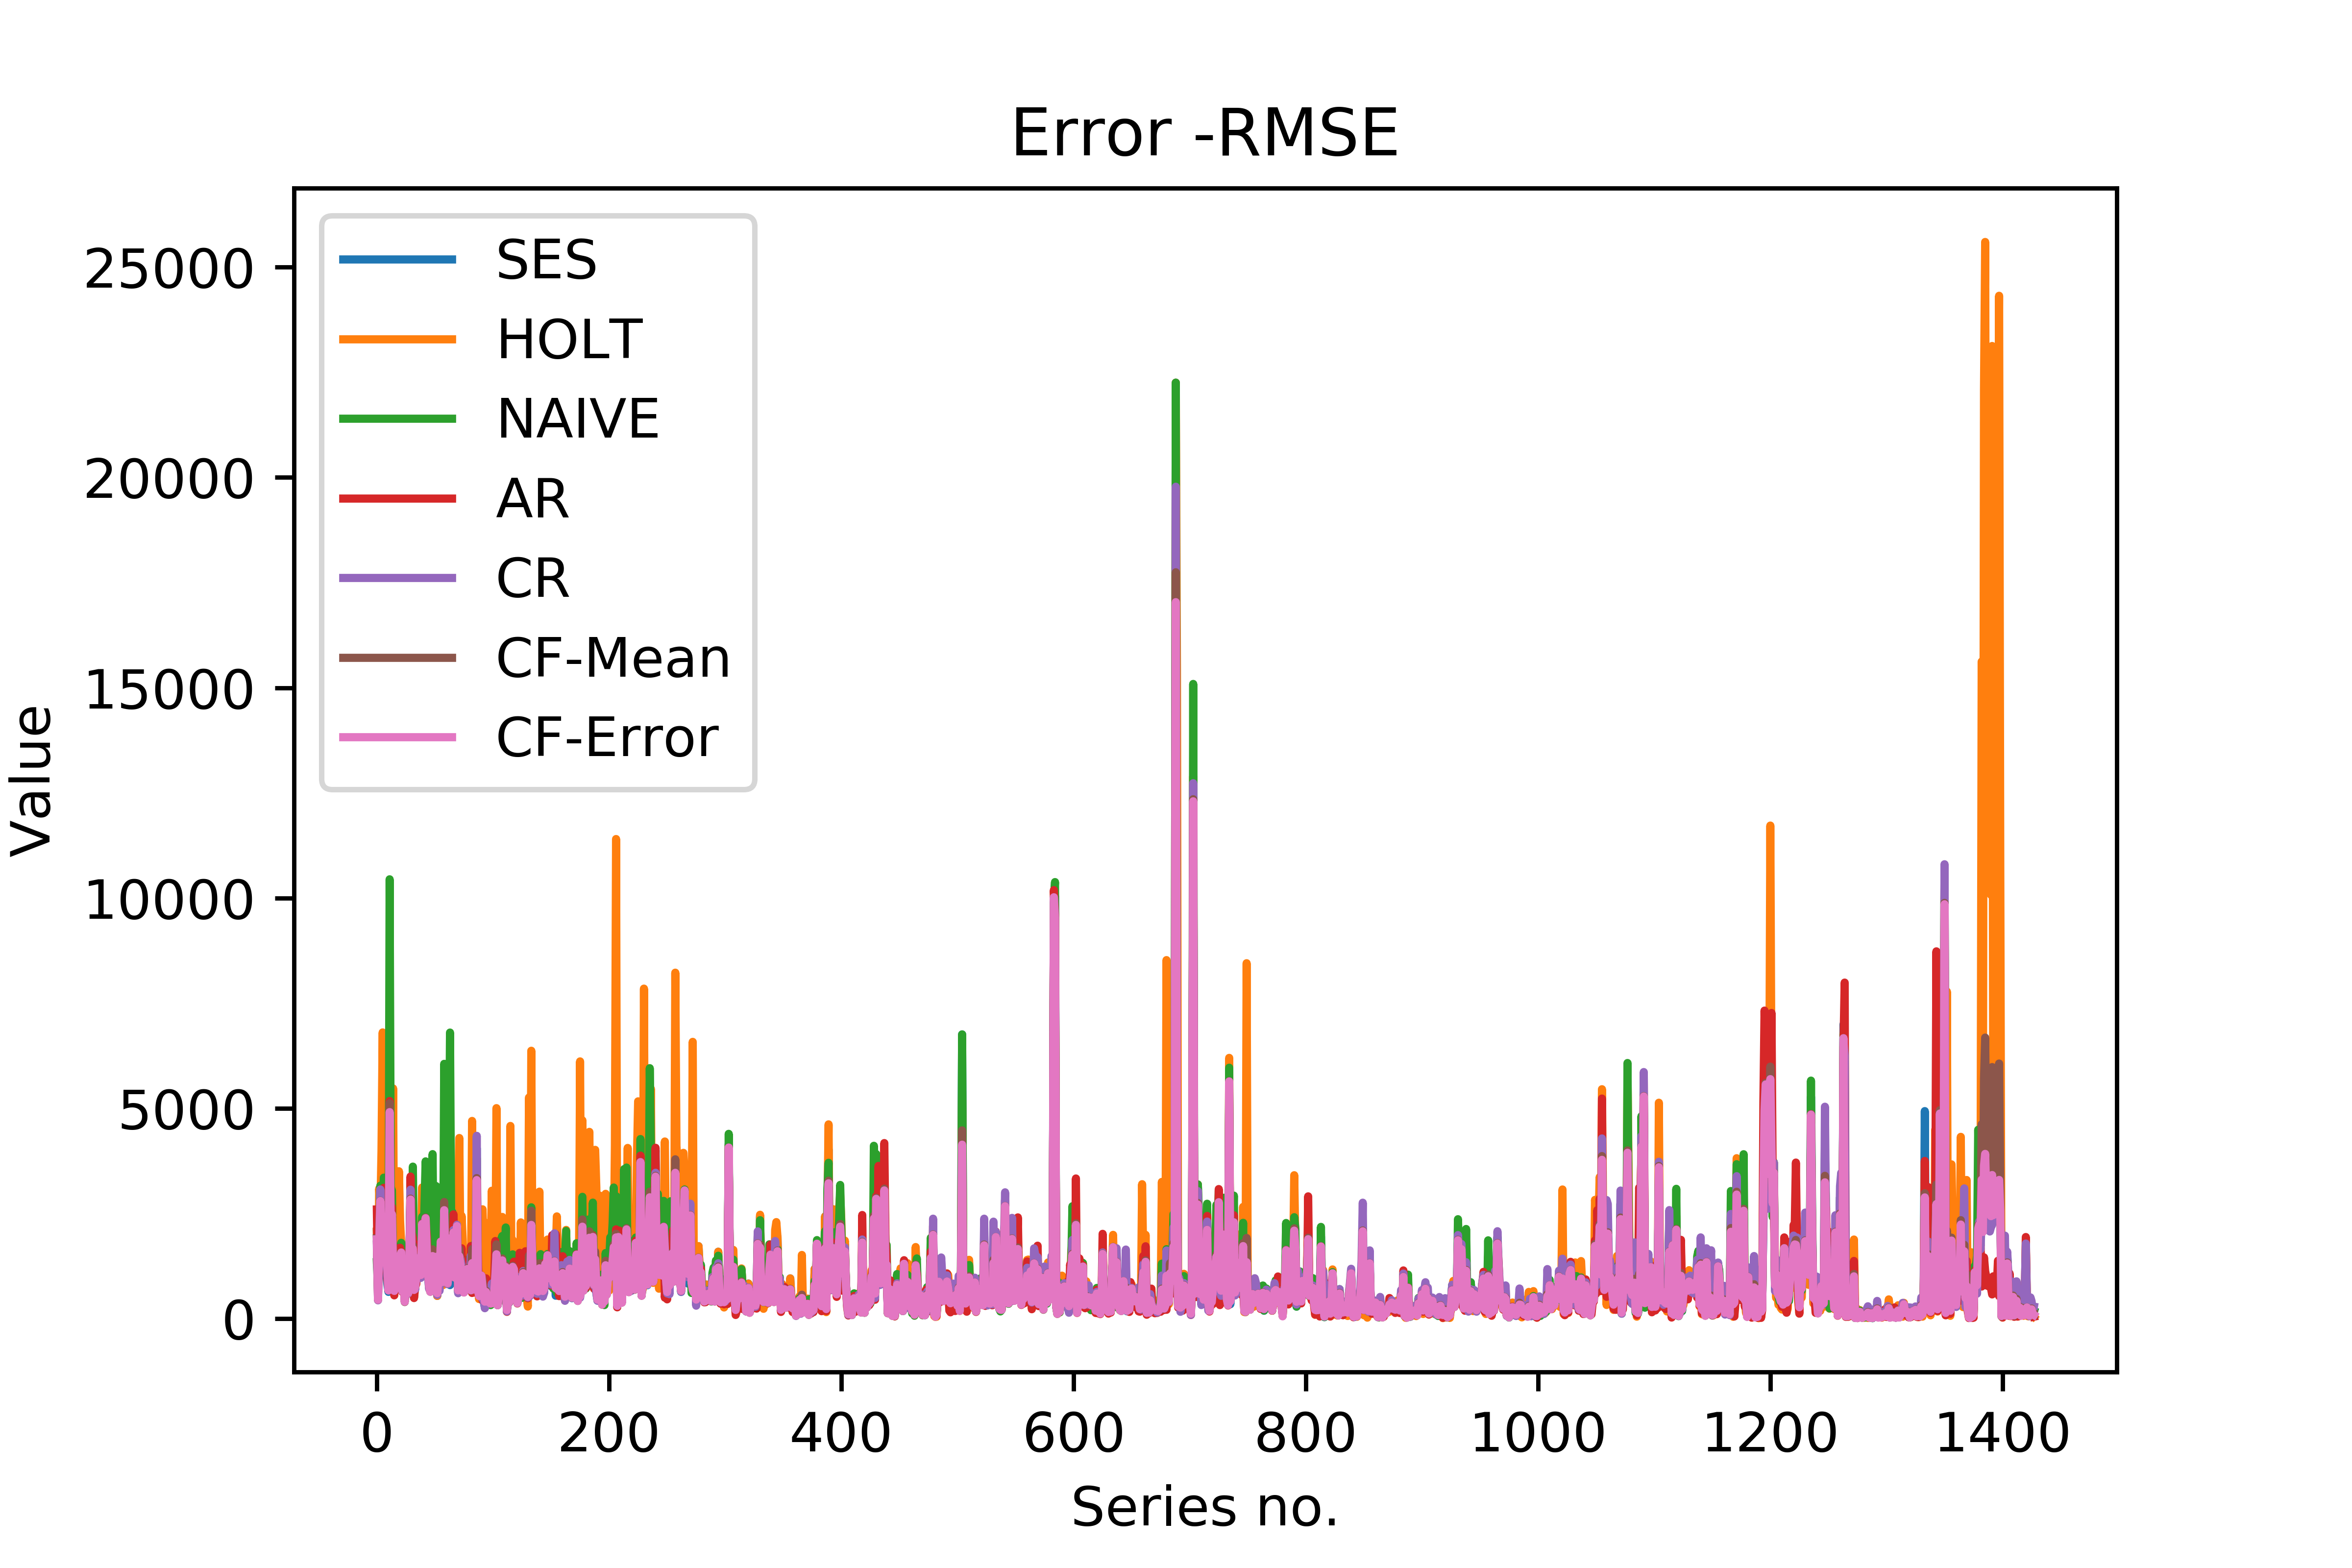 Error -RMSE
25000
20000
15000
10000
5000
0
Value
SES
HOLT
NAIVE
AR
CR
CF-Mean
CF-Error
0 200 400 600 800 1000 1200 1400
Series no.